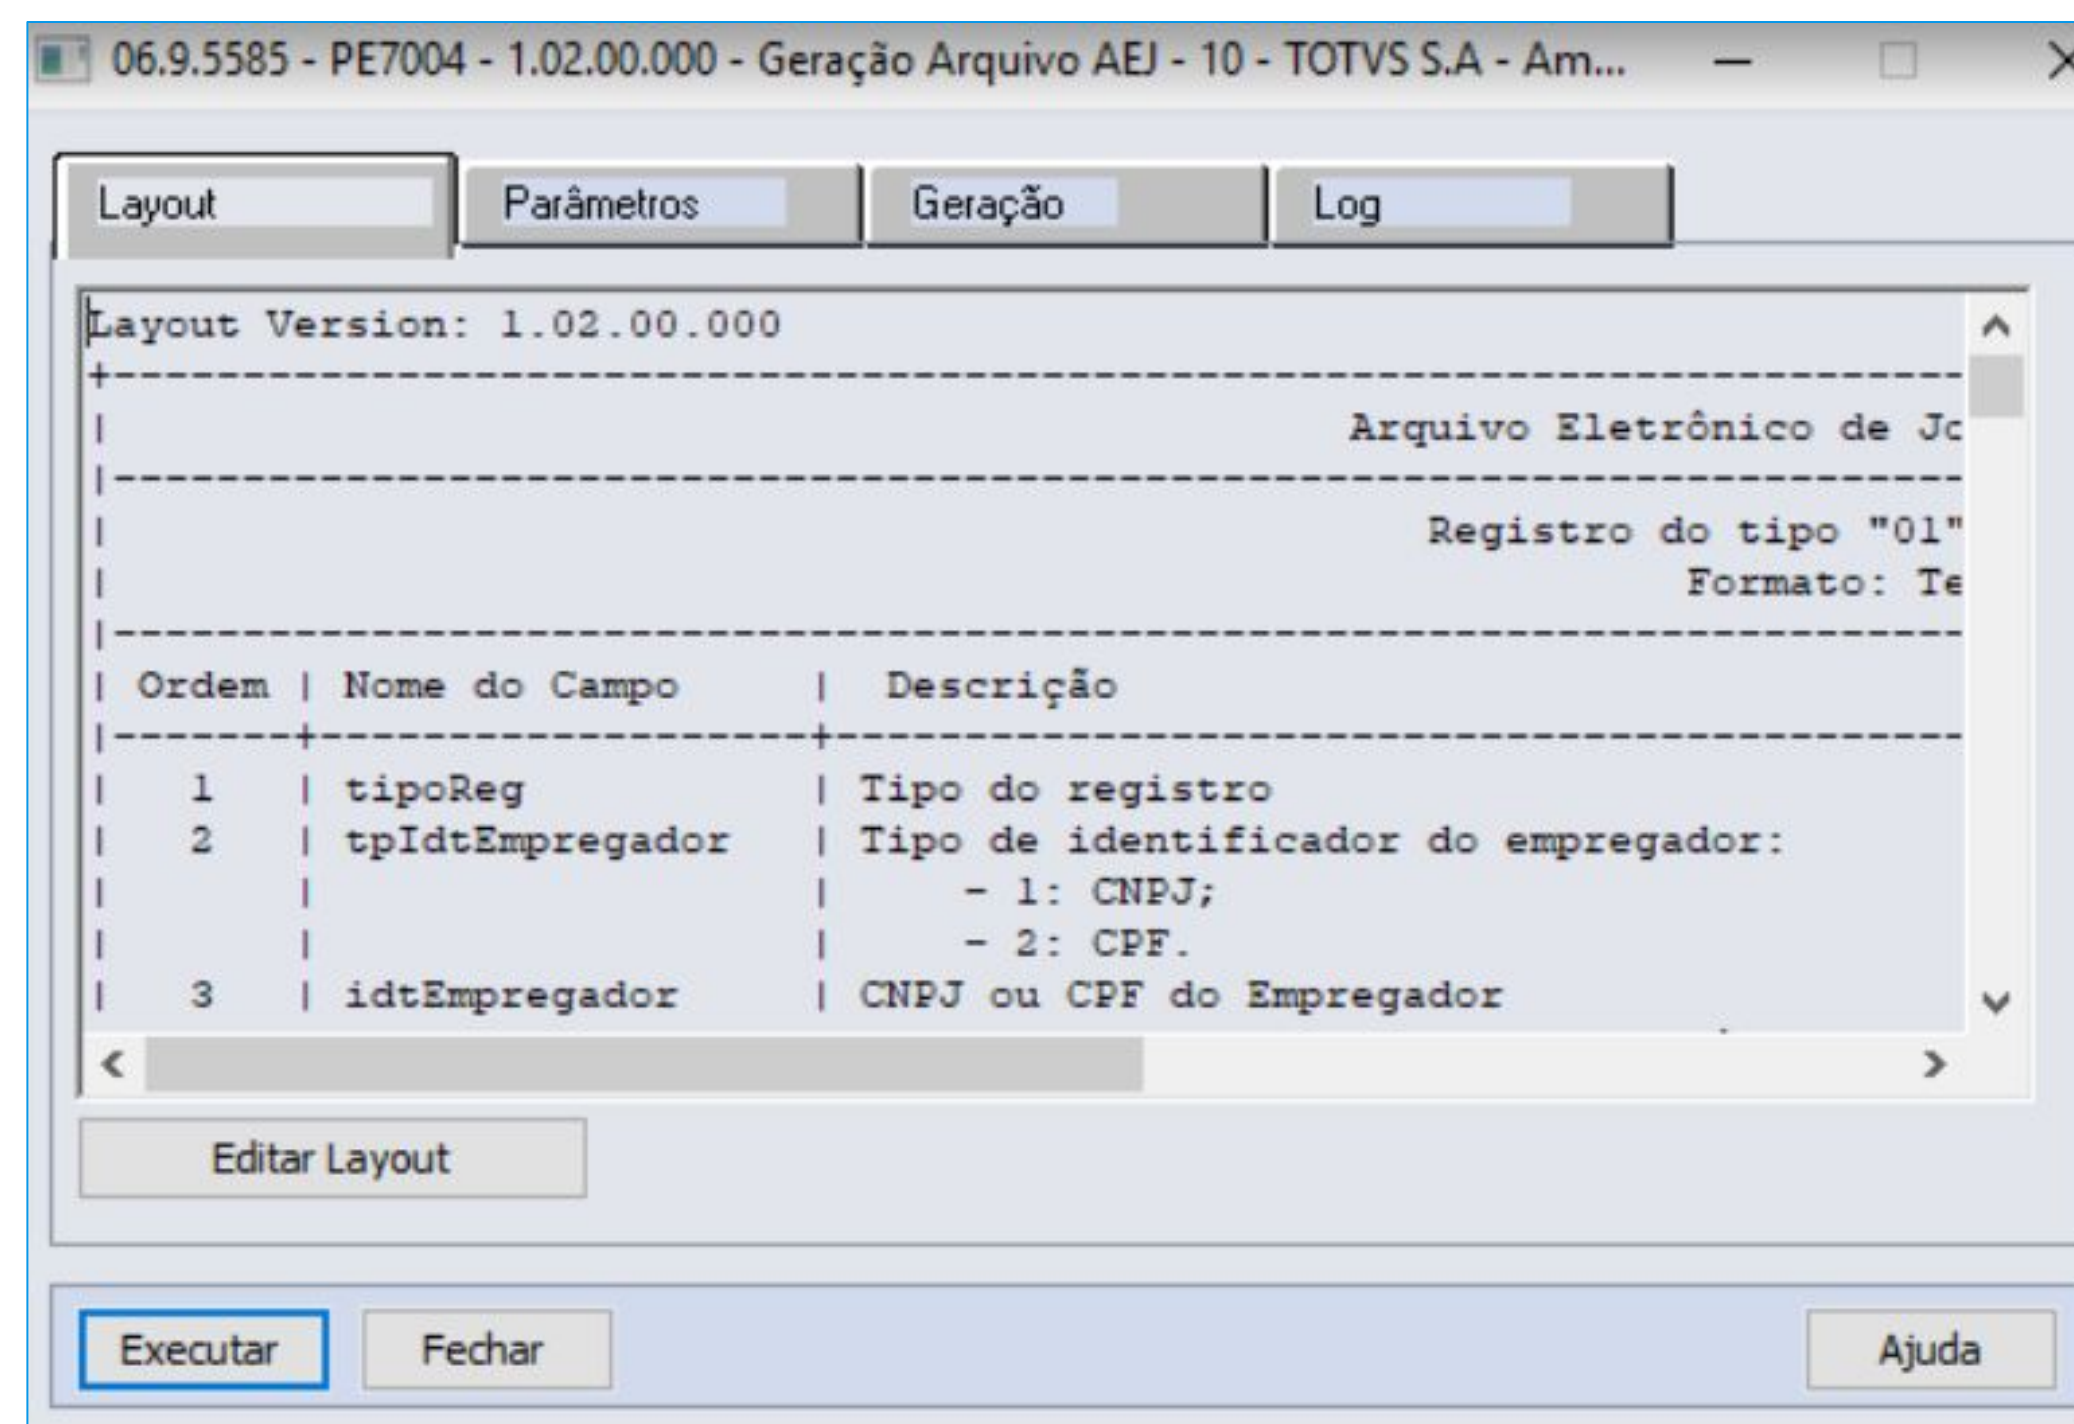 06.9.5585 - PE7004 - 1.02.00.000 - Geração Arquivo AEJ - 10 - TOTVS S.A - Am...
Layout Parâmetros Geração Log
Layout Version: 1.02.00.000
+------------------------------------------------------------------------
| Arquivo Eletrônico de Jo
|------------------------------------------------------------------------
| Registro do tipo "01"
| Formato: Te
|------------------------------------------------------------------------
| Ordem | Nome do Campo | Descrição
|-------+-------------------+--------------------------------------------
| 1 | tipoReg | Tipo do registro
| 2 | tpIdtEmpregador | Tipo de identificador do empregador:
| | | - 1: CNPJ;
| | | - 2: CPF.
| 3 | idtEmpregador | CNPJ ou CPF do Empregador
Editar Layout
Executar Fechar Ajuda